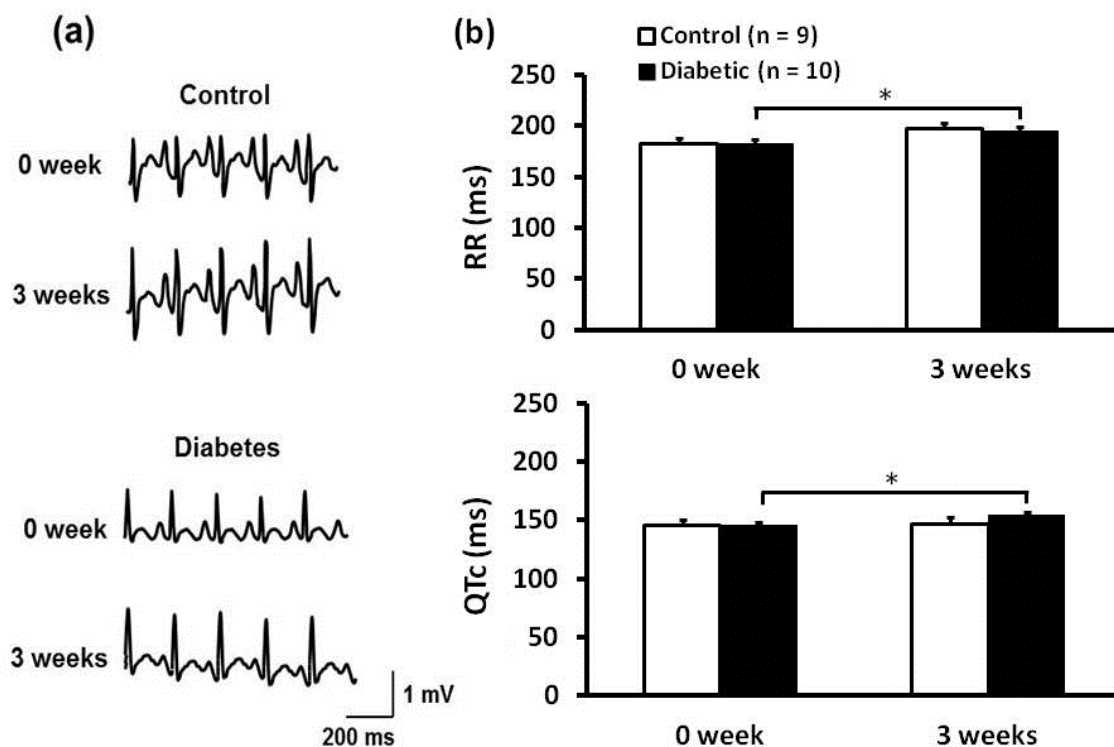 (a)
Control
0 week
3 weeks
Diabetes
0 week
3 weeks
1 mV
200 ms
(b)
Control (n = 9)
Diabetic (n = 10)
RR (ms)
250
200
150
100
50
0
*
0 week
3 weeks
QTc (ms)
250
200
150
100
50
0
*
0 week
3 weeks